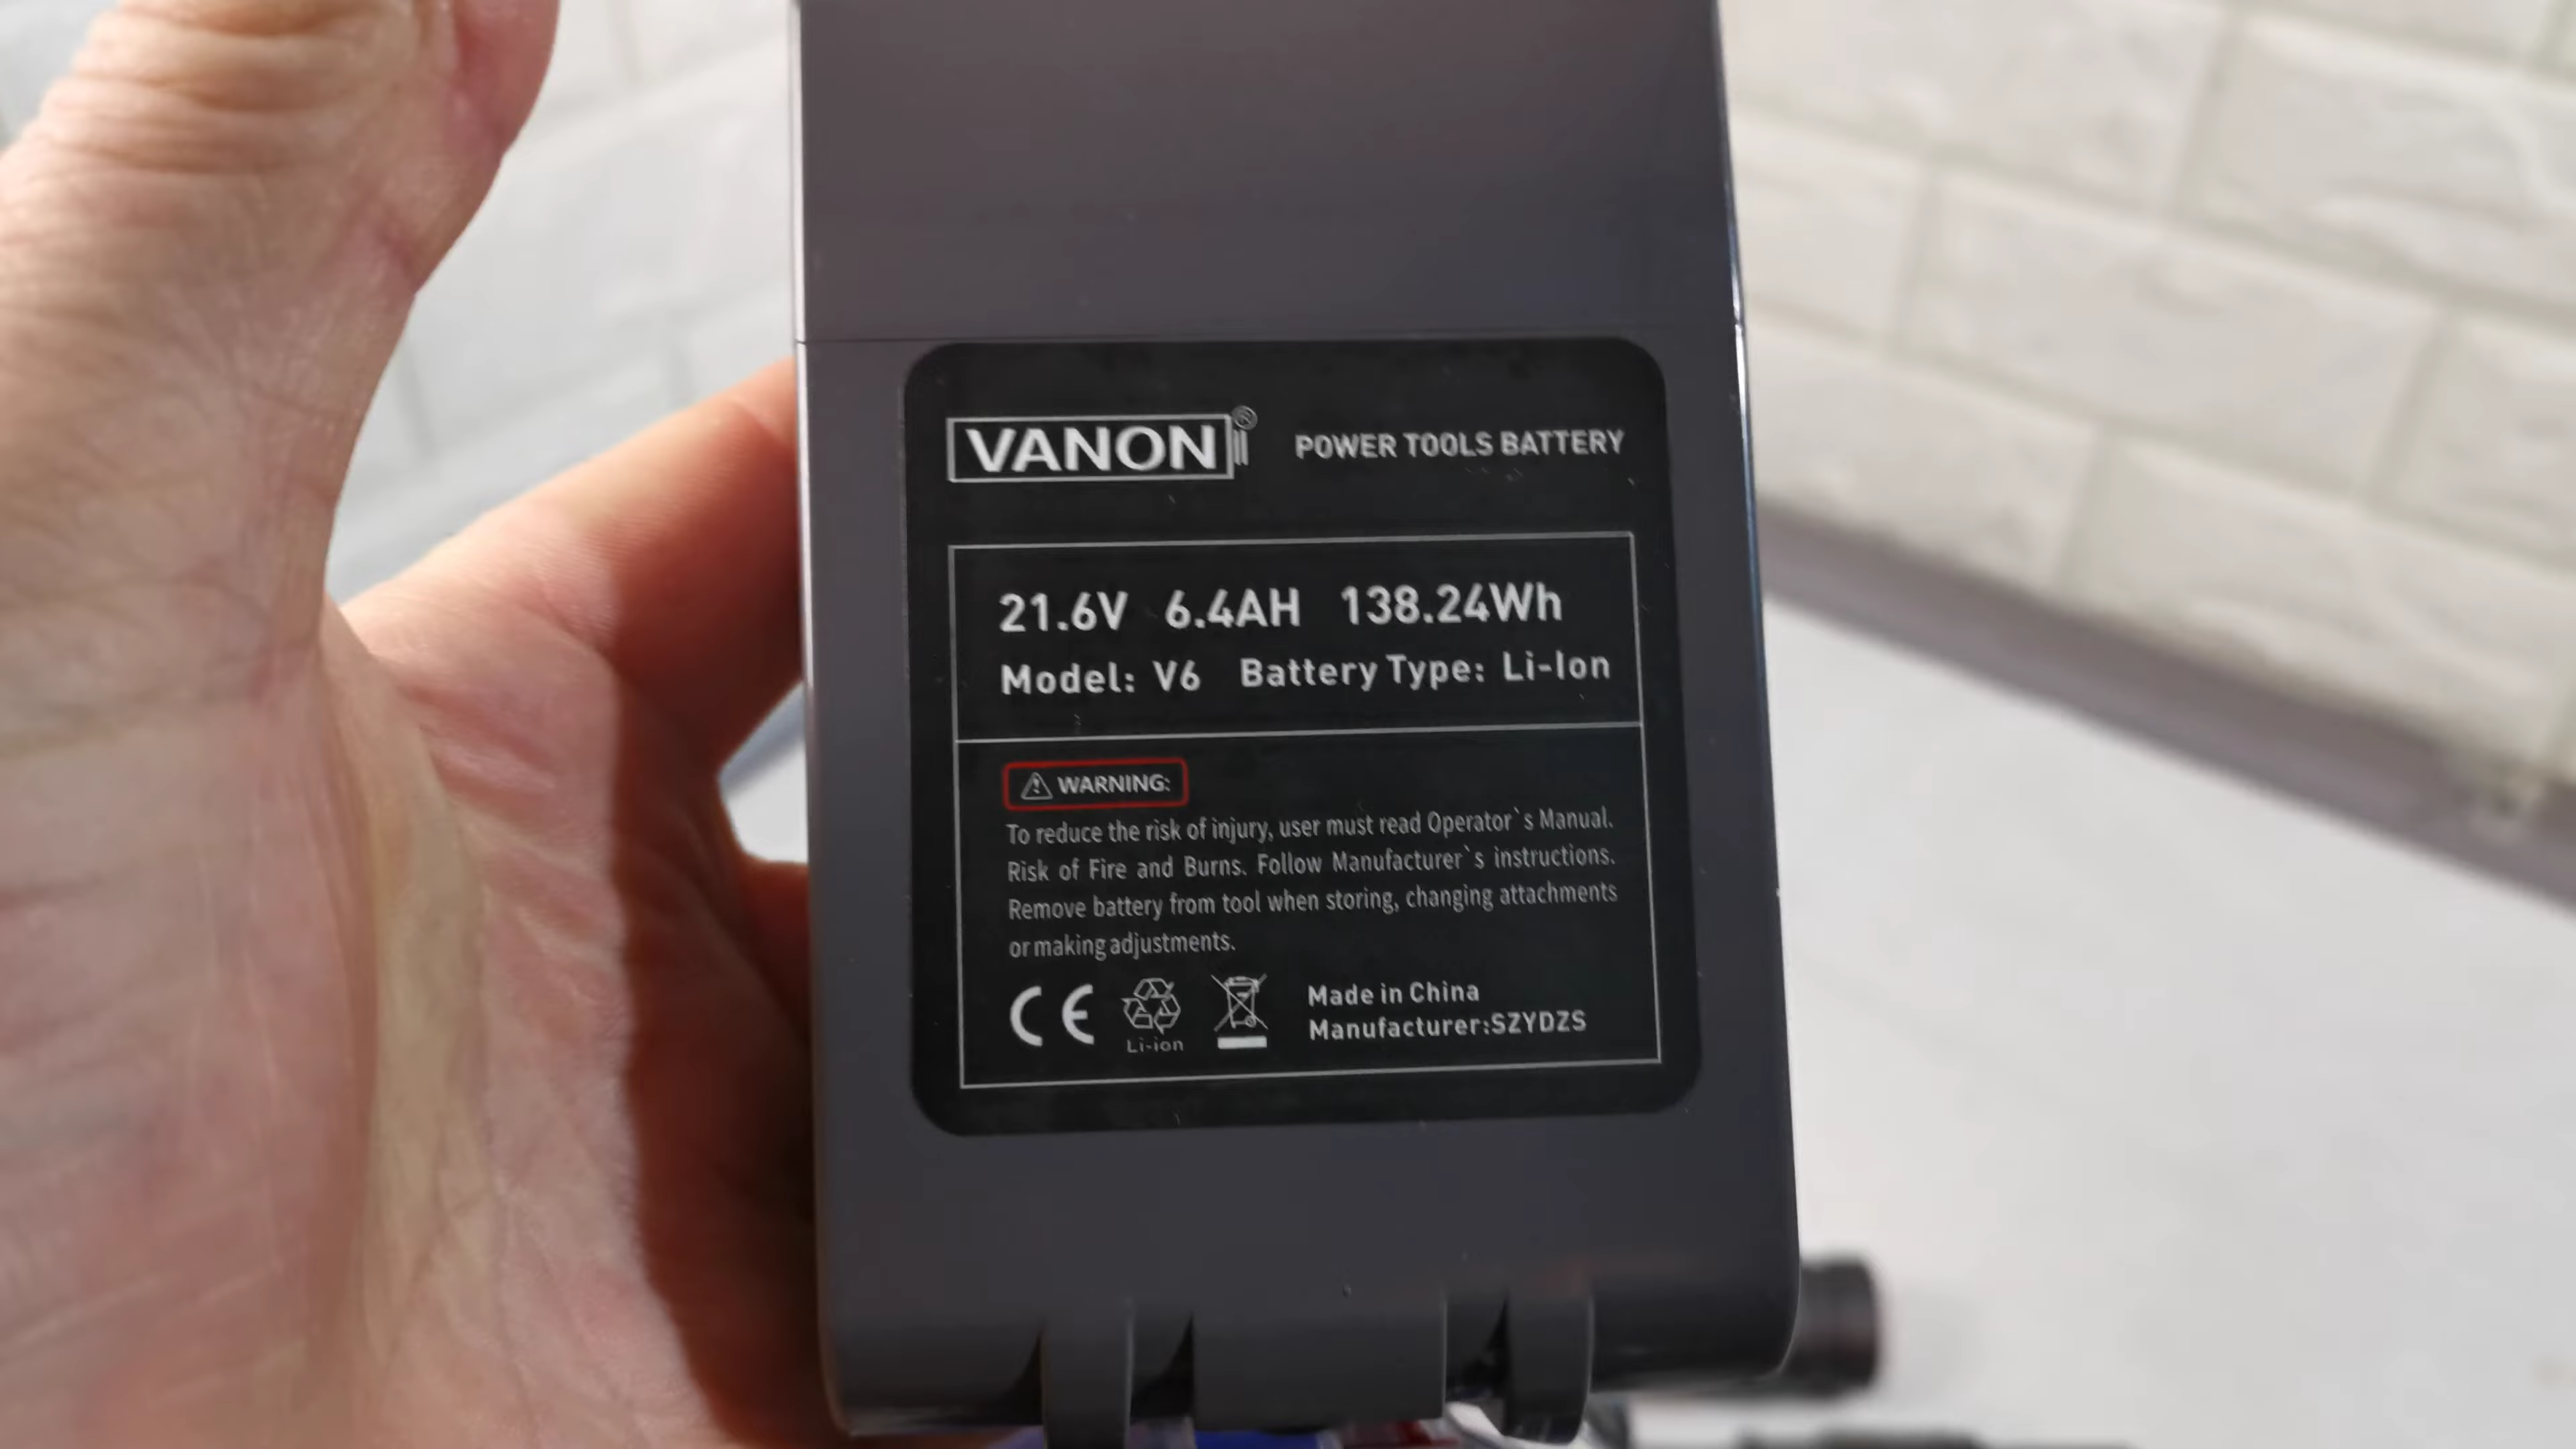 VANON® POWER TOOLS BATTERY
21.6V 6.4AH 138.24Wh
Model: V6 Battery Type: Li-Ion
WARNING:
To reduce the risk of injury, user must read Operator`s Manual.
Risk of Fire and Burns. Follow Manufacturer`s instructions.
Remove battery from tool when storing, changing attachments
or making adjustments.
CE Li-ion
Made in China
Manufacturer:SZYDZS